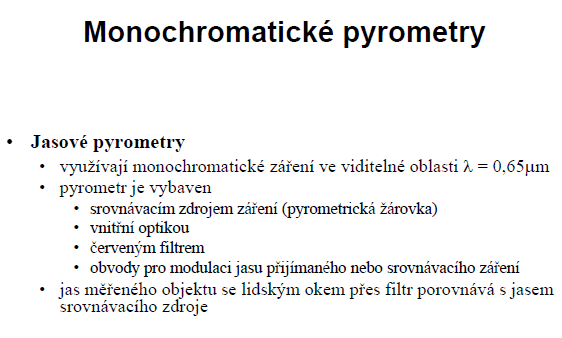 Monochromatické pyrometry
• Jasové pyrometry
• využívají monochromatické záření ve viditelné oblasti λ = 0,65μm
• pyrometr je vybaven
• srovnávacím zdrojem záření (pyrometrická žárovka)
• vnitřní optikou
• červeným filtrem
• obvody pro modulaci jasu přijímaného nebo srovnávacího záření
• jas měřeného objektu se lidským okem přes filtr porovnává s jasem
srovnávacího zdroje